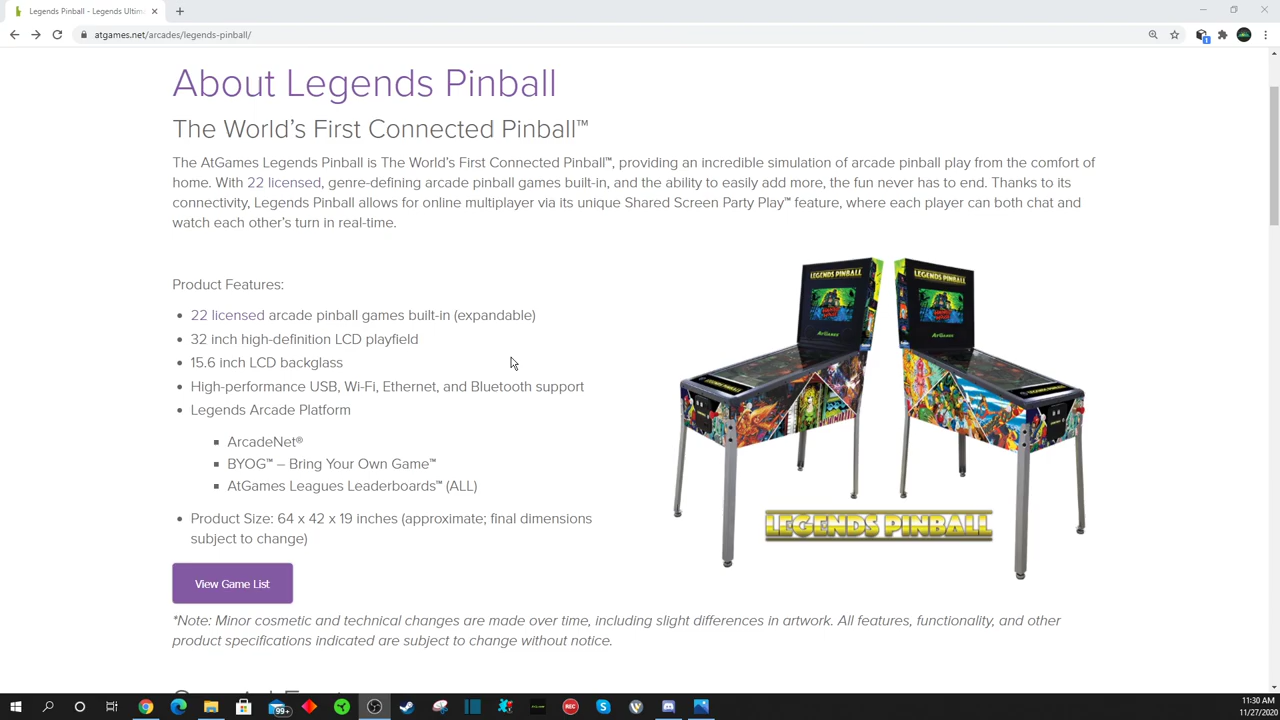 Legends Pinball - Legends Ultim
atgames.net/arcades/legends-pinball/
About Legends Pinball
The World's First Connected Pinball™
The AtGames Legends Pinball is The World's First Connected Pinball™, providing an incredible simulation of arcade pinball play from the comfort of
home. With 22 licensed, genre-defining arcade pinball games built-in, and the ability to easily add more, the fun never has to end. Thanks to its
connectivity, Legends Pinball allows for online multiplayer via its unique Shared Screen Party Play™ feature, where each player can both chat and
watch each other's turn in real-time.
Product Features:
• 22 licensed arcade pinball games built-in (expandable)
• 32 inch high-definition LCD playfield
• 15.6 inch LCD backglass
• High-performance USB, Wi-Fi, Ethernet, and Bluetooth support
• Legends Arcade Platform
▪ ArcadeNet®
▪ BYOG™ – Bring Your Own Game™
▪ AtGames Leagues Leaderboards™ (ALL)
• Product Size: 64 x 42 x 19 inches (approximate; final dimensions
subject to change)
LEGENDS PINBALL
LEGENDS PINBALL
AtGames
AtGames
LEGENDS PINBALL
View Game List
*Note: Minor cosmetic and technical changes are made over time, including slight differences in artwork. All features, functionality, and other
product specifications indicated are subject to change without notice.
99+
REC
11:30 AM
11/27/2020